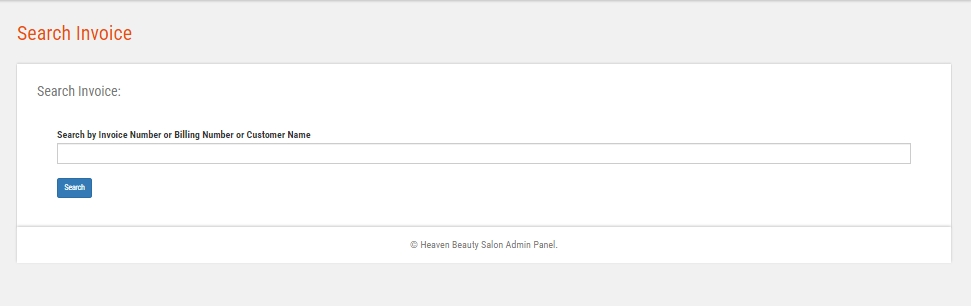 Search Invoice
Search Invoice:
Search by Invoice Number or Billing Number or Customer Name
Search
© Heaven Beauty Salon Admin Panel.